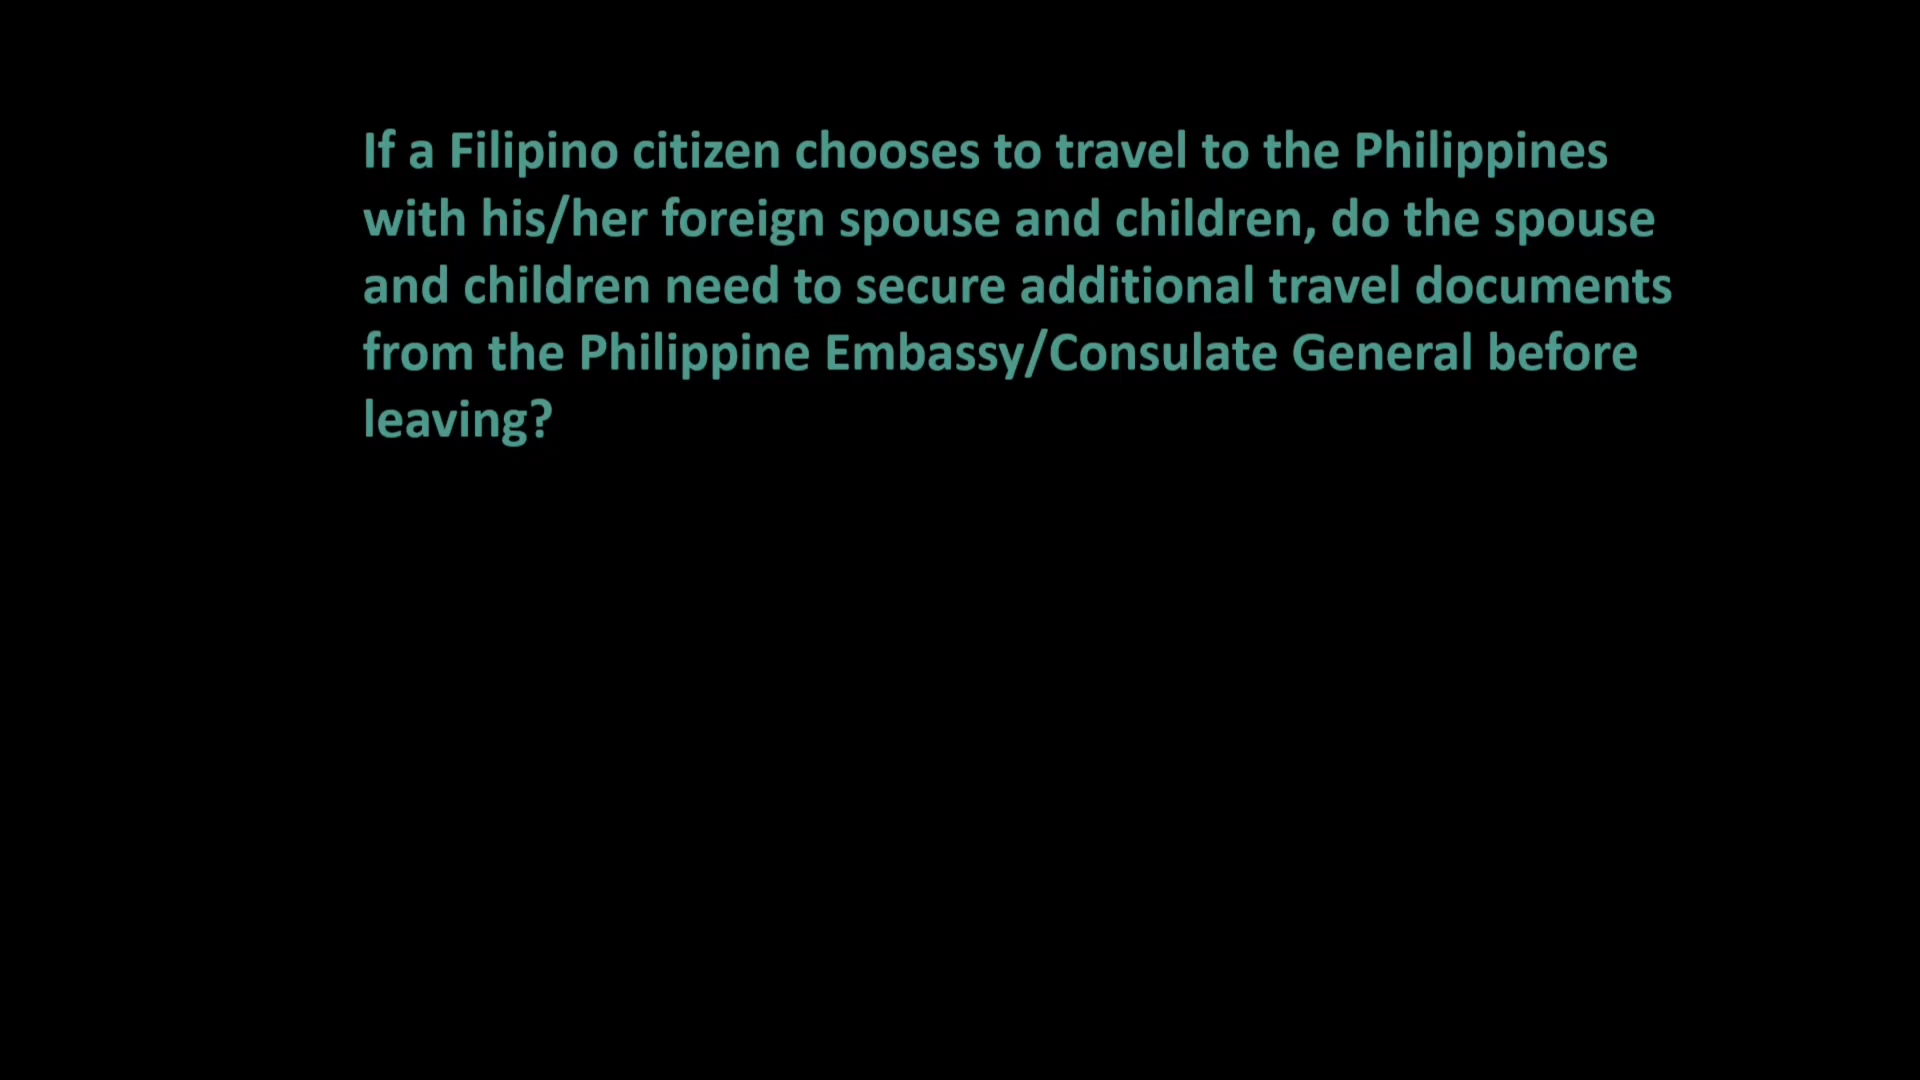 If a Filipino citizen chooses to travel to the Philippines
with his/her foreign spouse and children, do the spouse
and children need to secure additional travel documents
from the Philippine Embassy/Consulate General before
leaving?